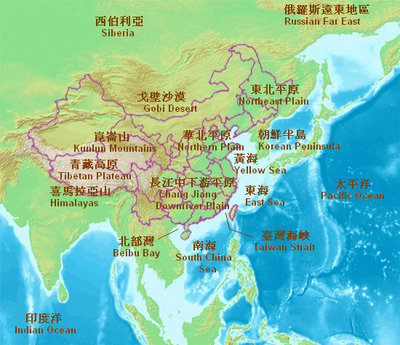 西伯利亞
Siberia
俄羅斯遠東地區
Russian Far East
戈壁沙漠
Gobi Desert
東北平原
Northeast Plain
崑崙山
Kunlun Mountains
華北平原
Northern Plain
朝鮮半島
Korean Peninsula
黃海
Yellow Sea
青藏高原
Tibetan Plateau
長江中下游平原
Chang Jiang
Downriver Plain
喜馬拉亞山
Himalayas
東海
East Sea
太平洋
Pacific Ocean
北部灣
Beibu Bay
南海
South China
Sea
臺灣海峽
Taiwan Strait
印度洋
Indian Ocean